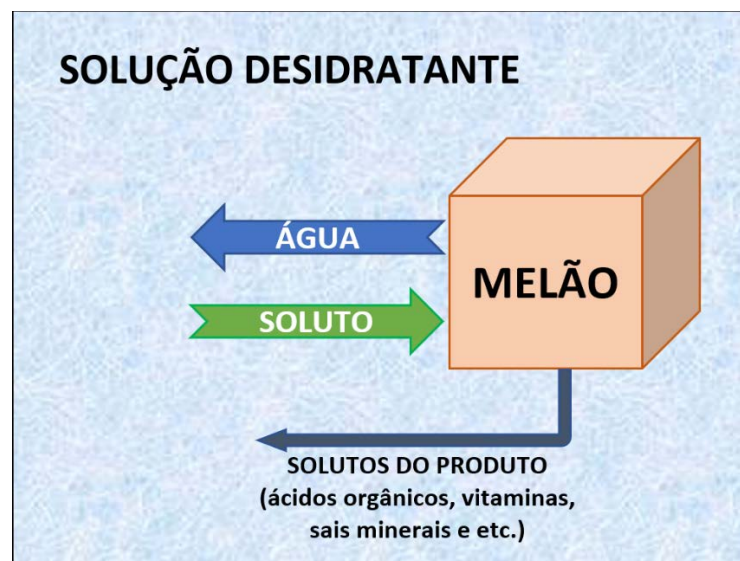 SOLUÇÃO DESIDRATANTE
ÁGUA
MELÃO
SOLUTO
SOLUTOS DO PRODUTO
(ácidos orgânicos, vitaminas,
sais minerais e etc.)